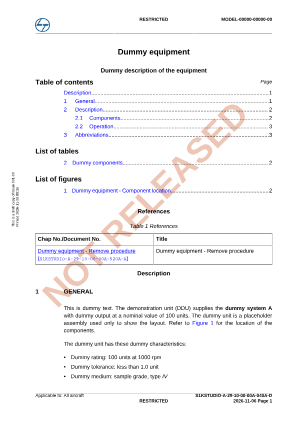 RESTRICTED
MODEL-00000-00000-00
Dummy equipment
Dummy description of the equipment
Table of contents
Page
Description 1
1 General 1
2 Description 2
2.1 Components 2
2.2 Operation 3
3 Abbreviations 3
List of tables
2 Dummy components 2
List of figures
1 Dummy equipment - Component location 2
References
Table 1 References
Chap No./Document No. Title
Dummy equipment - Remove procedure Dummy equipment - Remove procedure
Description
1 GENERAL
This is dummy text. The demonstration unit (DDU) supplies the dummy system A
with dummy output at a nominal value of 100 units. The dummy unit is a placeholder
assembly used only to show the layout. Refer to Figure 1 for the location of the
components.
The dummy unit has these dummy characteristics:
• Dummy rating: 100 units at 1000 rpm
• Dummy tolerance: less than 1.0 unit
• Dummy medium: sample grade, type IV
NOT RELEASED
Applicable to: All aircraft
RESTRICTED
2026-11-06 Page 1